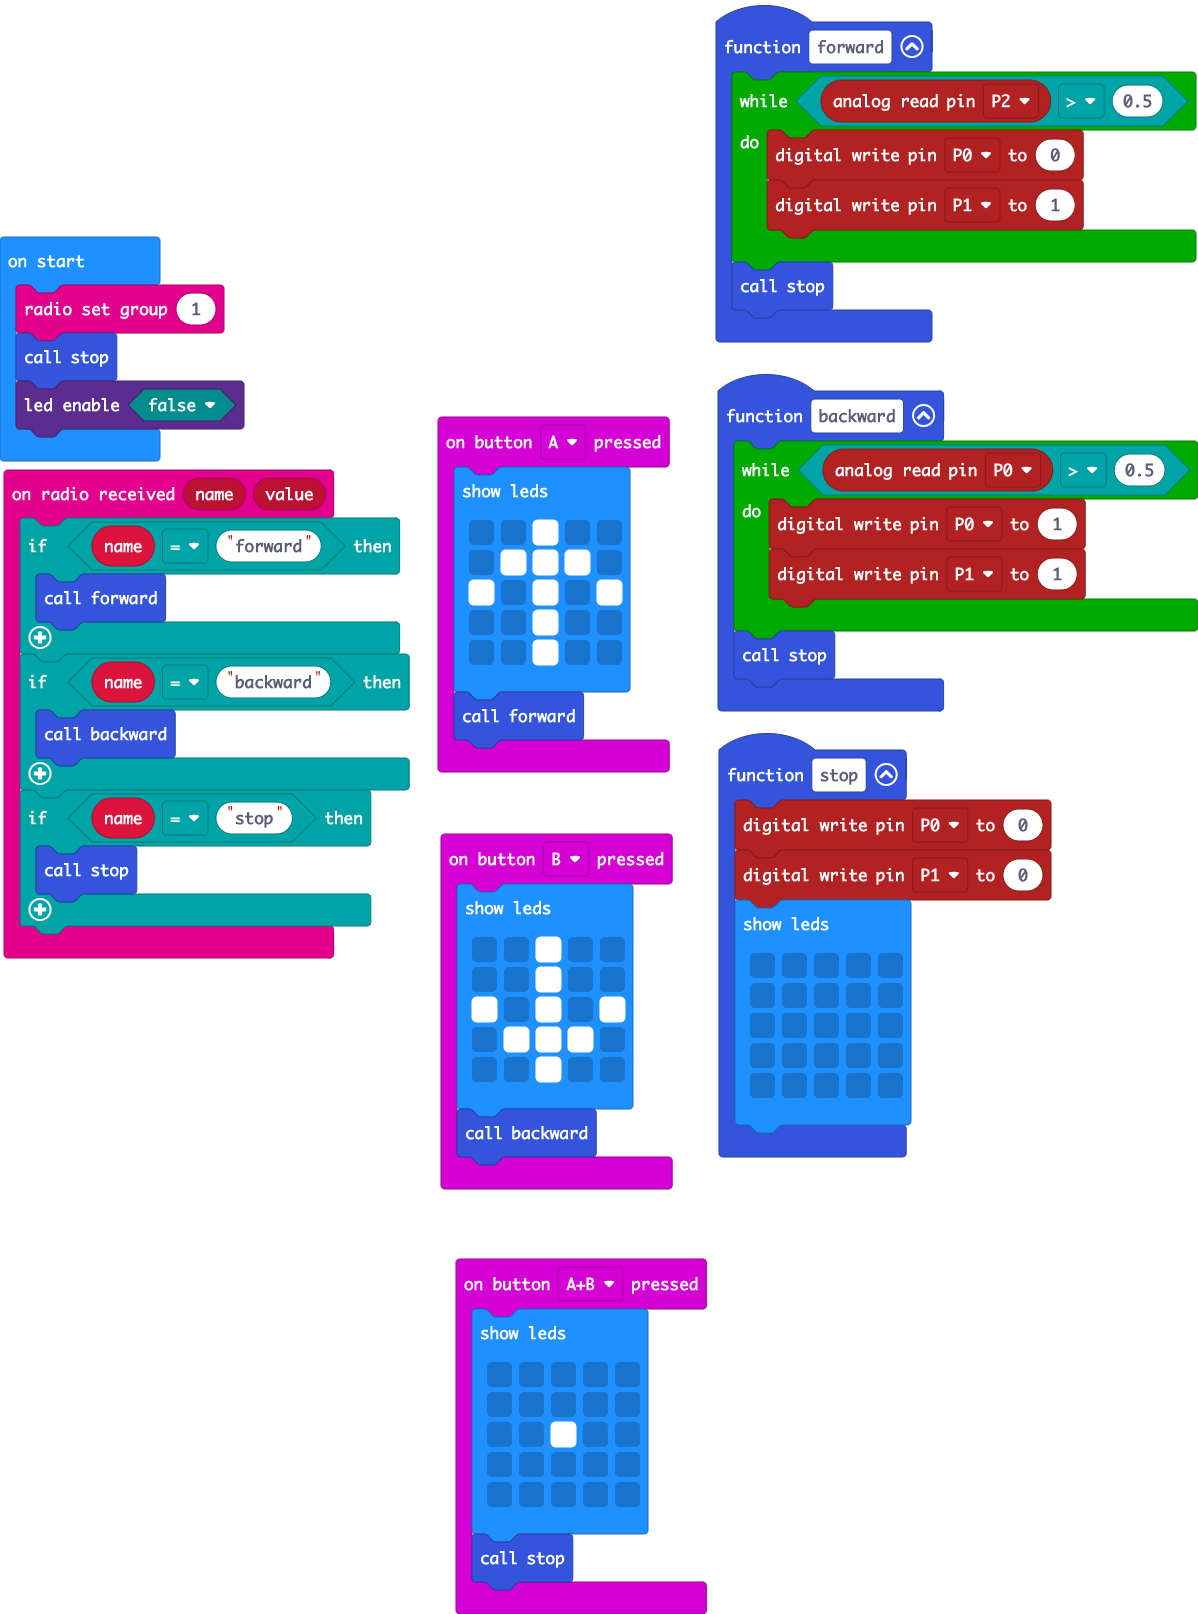 on start
radio set group 1
call stop
led enable false
on radio received name value
if name = "forward" then
call forward
if name = "backward" then
call backward
if name = "stop" then
call stop
on button A pressed
show leds
call forward
on button B pressed
show leds
call backward
on button A+B pressed
show leds
call stop
function forward
while analog read pin P2 > 0.5
do
digital write pin P0 to 0
digital write pin P1 to 1
call stop
function backward
while analog read pin P0 > 0.5
do
digital write pin P0 to 1
digital write pin P1 to 1
call stop
function stop
digital write pin P0 to 0
digital write pin P1 to 0
show leds